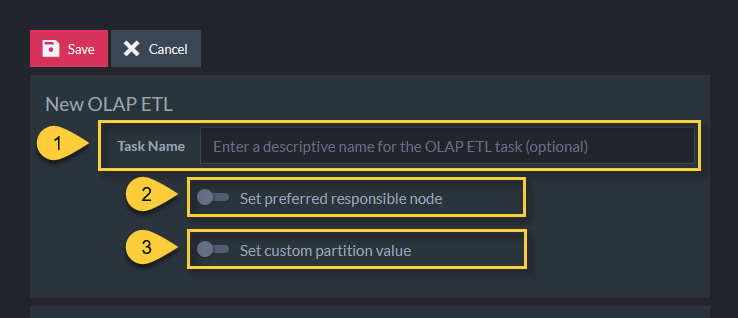 Save Cancel
New OLAP ETL
1 Task Name Enter a descriptive name for the OLAP ETL task (optional)
2 Set preferred responsible node
3 Set custom partition value